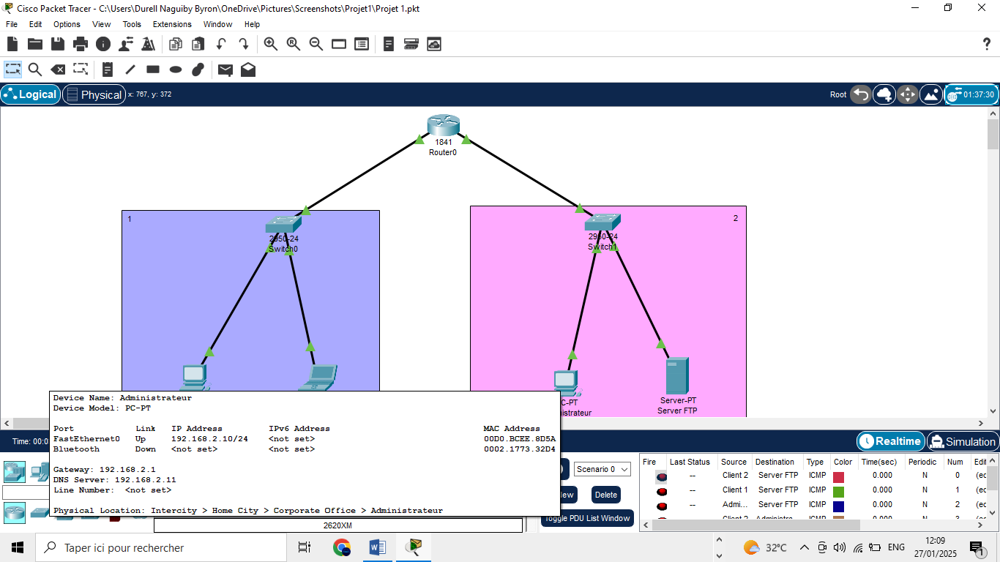 Cisco Packet Tracer - C:\Users\Durell Naguiby Byron\OneDrive\Pictures\Screenshots\Projet1\Projet 1.pkt
File Edit Options View Tools Extensions Window Help
Logical Physical x: 767, y: 372 Root 01:37:30
1841
Router0
1
2950-24
Switch0
2
2950-24
Switch1
PC-PT
Server-PT
Server FTP
Device Name: Administrateur
Device Model: PC-PT
Port Link IP Address IPv6 Address MAC Address
FastEthernet0 Up 192.168.2.10/24 <not set> 00D0.BCEE.8D5A
Bluetooth Down <not set> <not set> 0002.1773.32D4
Gateway: 192.168.2.1
DNS Server: 192.168.2.11
Line Number: <not set>
Physical Location: Intercity > Home City > Corporate Office > Administrateur
Time: 00:0
Realtime Simulation
Scenario 0
Delete
Toggle PDU List Window
2620XM
Fire Last Status Source Destination Type Color Time(sec) Periodic Num Edi
-- Client 2 Server FTP ICMP 0.000 N 0 (ec
-- Client 1 Server FTP ICMP 0.000 N 1 (ec
-- Admi... Server FTP ICMP 0.000 N 2 (ec
Taper ici pour rechercher
32°C ENG 12:09
27/01/2025
1